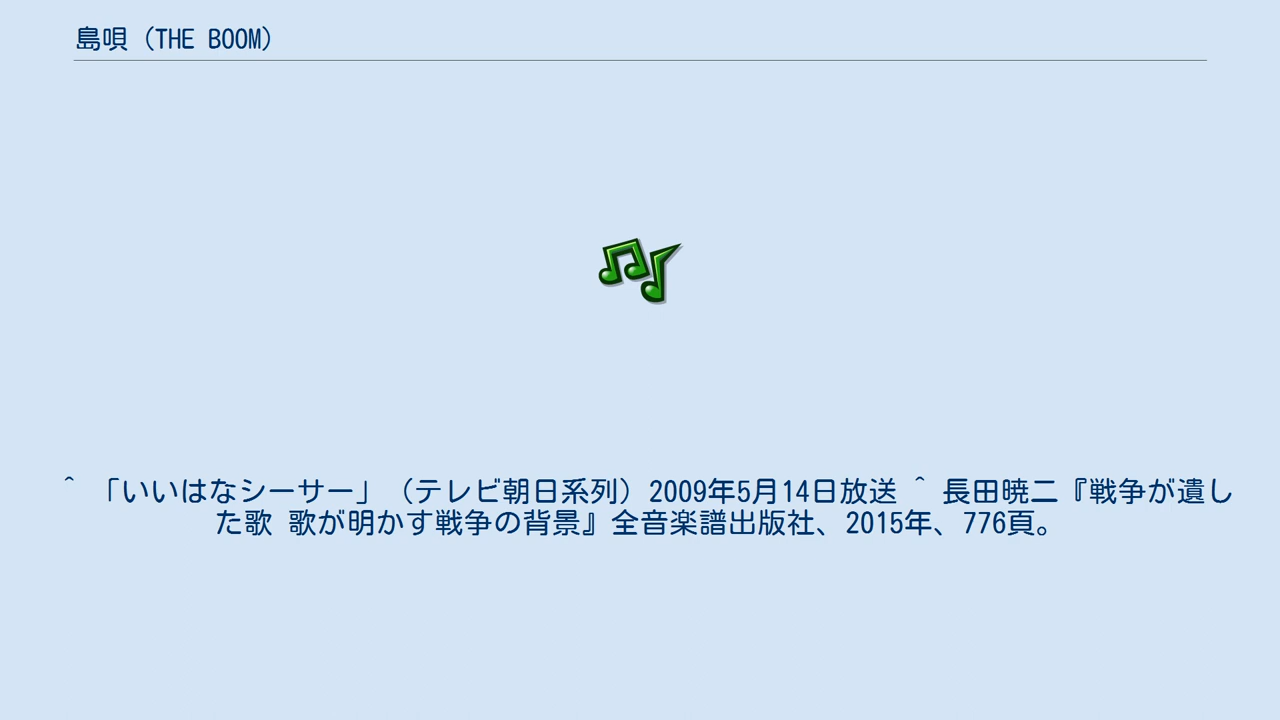 島唄 (THE BOOM)
^ 「いいはなシーサー」（テレビ朝日系列）2009年5月14日放送 ^ 長田暁二『戦争が遺し
た歌 歌が明かす戦争の背景』全音楽譜出版社、2015年、776頁。